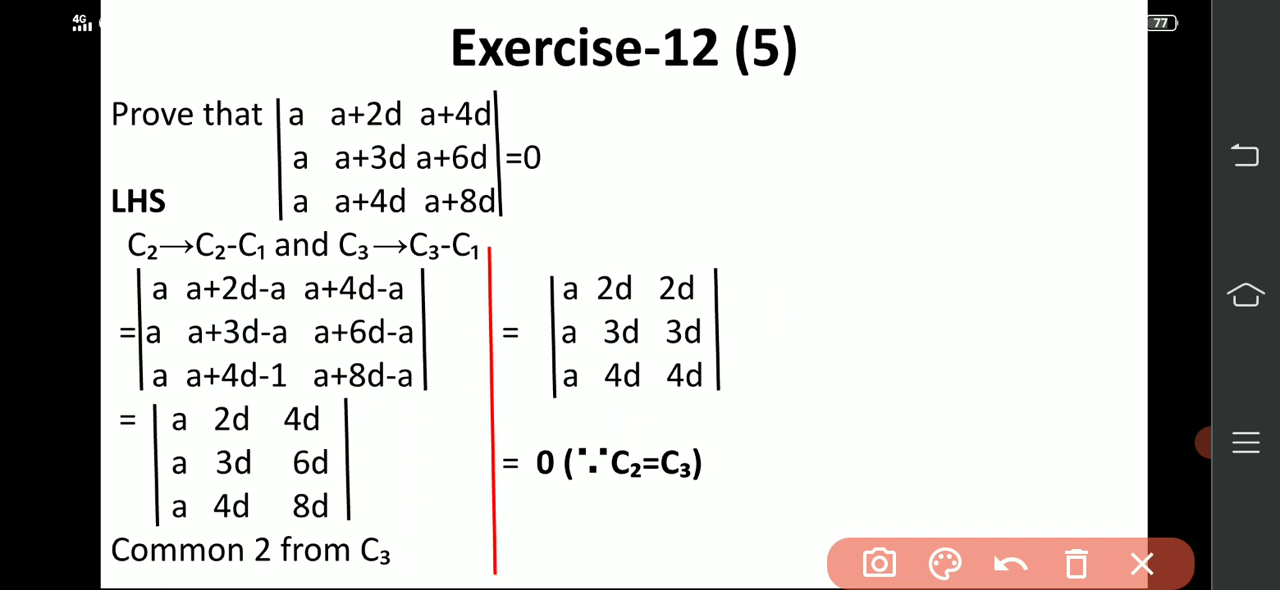 4G
77
Exercise-12 (5)
Prove that |a a+2d a+4d|
|a a+3d a+6d| =0
|a a+4d a+8d|
LHS
C₂→C₂-C₁ and C₃→C₃-C₁
|a a+2d-a a+4d-a|
=|a a+3d-a a+6d-a|
|a a+4d-1 a+8d-a|
= |a 2d 4d|
|a 3d 6d|
|a 4d 8d|
Common 2 from C₃
|a 2d 2d|
= |a 3d 3d|
|a 4d 4d|
= 0 (∵C₂=C₃)